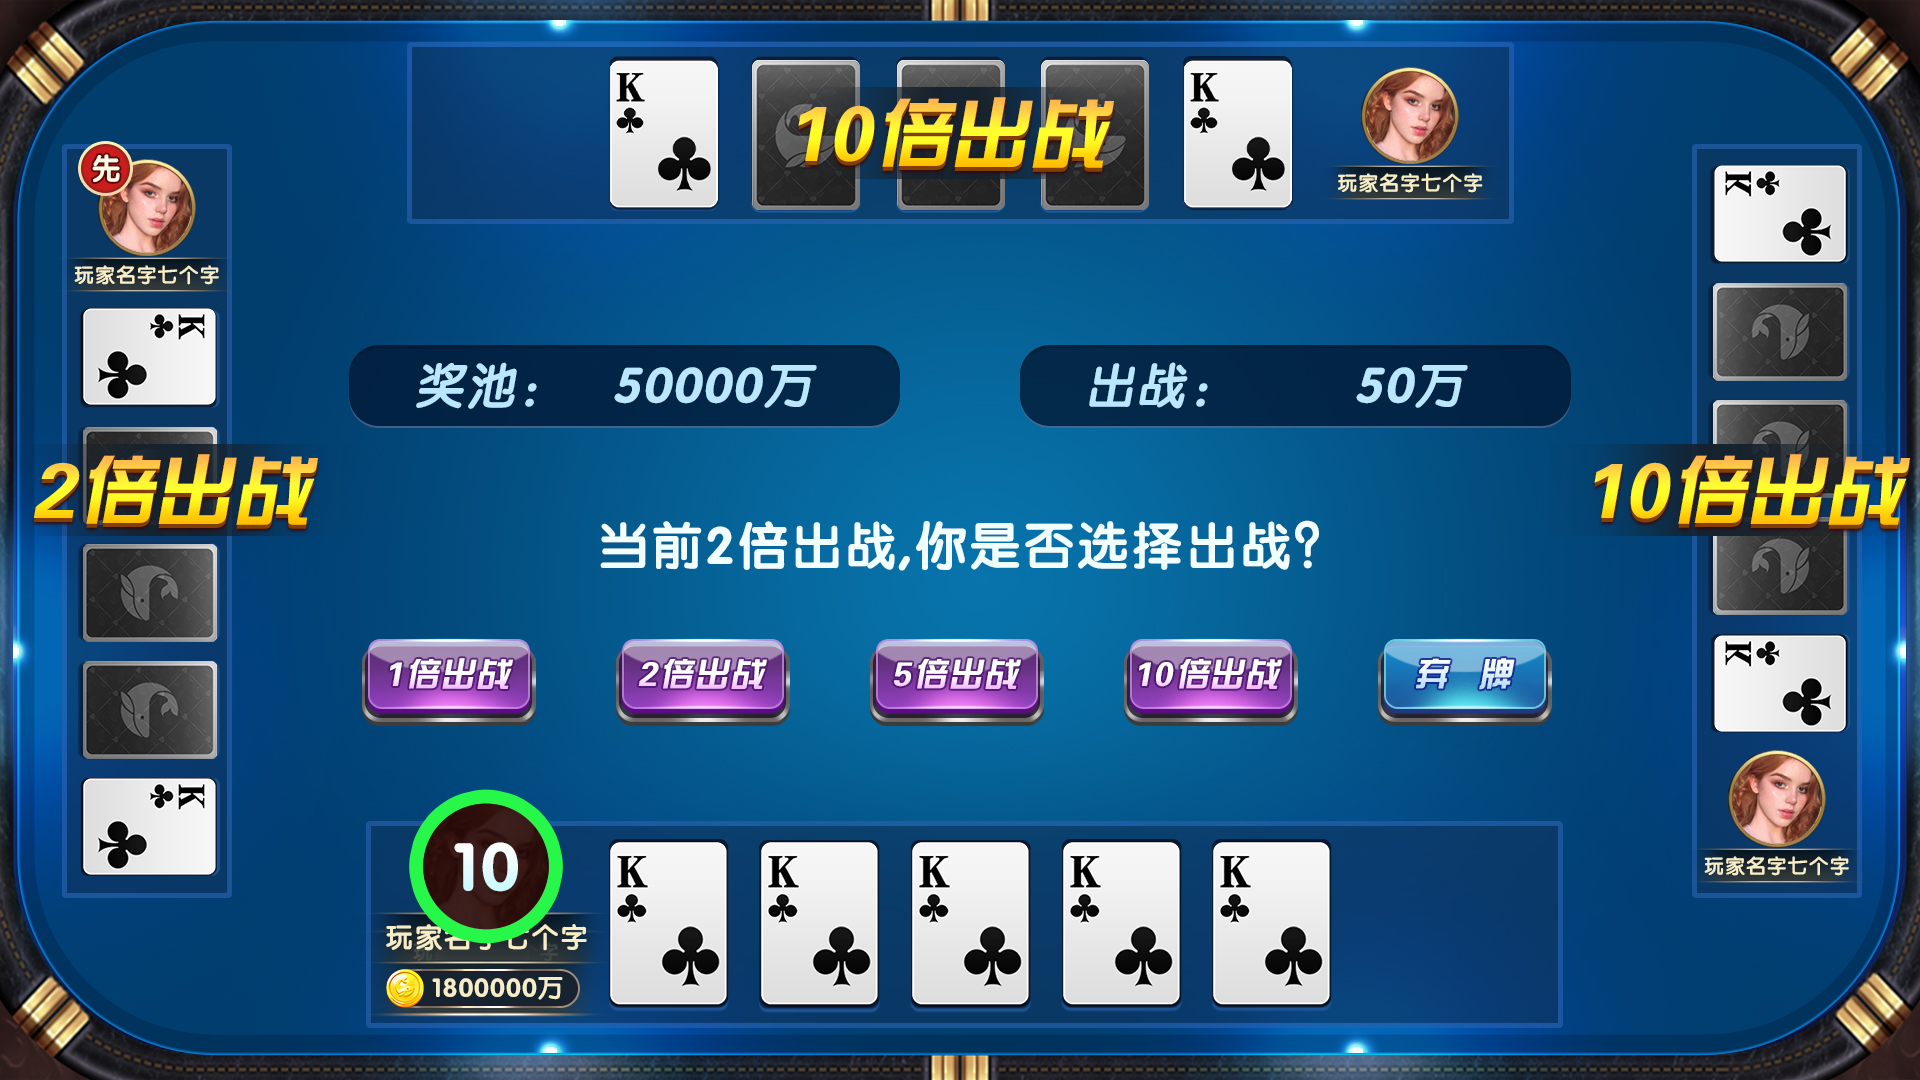 K
K
10倍出战
玩家名字七个字
先
玩家名字七个字
K
K
2倍出战
奖池： 50000万
出战： 50万
K
K
10倍出战
玩家名字七个字
当前2倍出战,你是否选择出战?
1倍出战
2倍出战
5倍出战
10倍出战
弃 牌
10
玩家名字七个字
1800000万
K
K
K
K
K